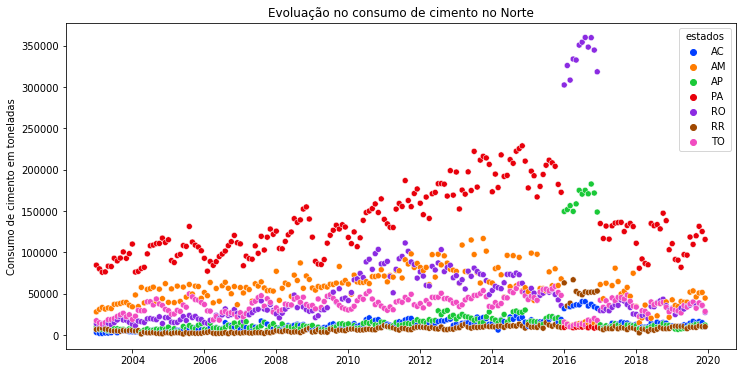 Evoluação no consumo de cimento no Norte
Consumo de cimento em toneladas
350000
300000
250000
200000
150000
100000
50000
0
2004
2006
2008
2010
2012
2014
2016
2018
2020
estados
AC
AM
AP
PA
RO
RR
TO